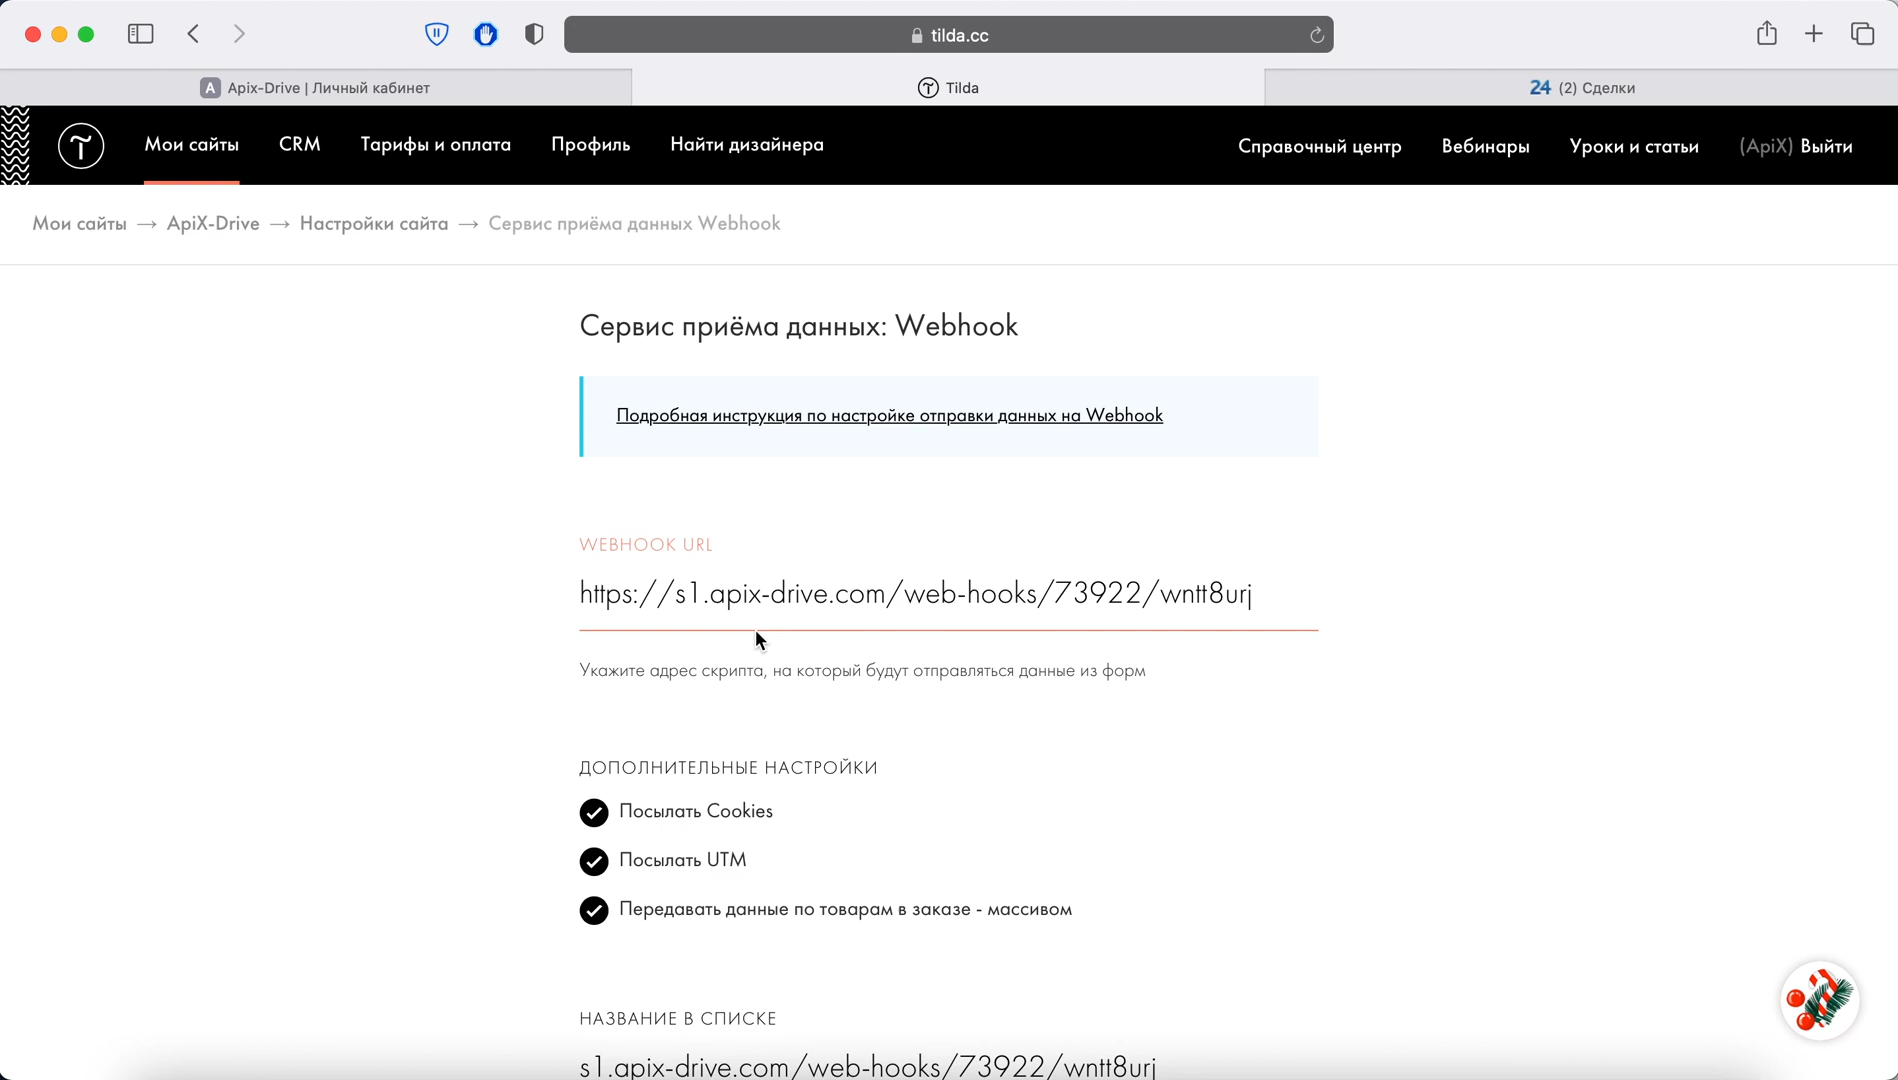 tilda.cc
A Apix-Drive | Личный кабинет
Tilda
24 (2) Сделки
Мои сайты CRM Тарифы и оплата Профиль Найти дизайнера Справочный центр Вебинары Уроки и статьи (ApiX) Выйти
Мои сайты → ApiX-Drive → Настройки сайта → Сервис приёма данных Webhook
Сервис приёма данных: Webhook
Подробная инструкция по настройке отправки данных на Webhook
WEBHOOK URL
https://s1.apix-drive.com/web-hooks/73922/wntt8urj
Укажите адрес скрипта, на который будут отправляться данные из форм
ДОПОЛНИТЕЛЬНЫЕ НАСТРОЙКИ
Посылать Cookies
Посылать UTM
Передавать данные по товарам в заказе - массивом
НАЗВАНИЕ В СПИСКЕ
s1.apix-drive.com/web-hooks/73922/wntt8urj